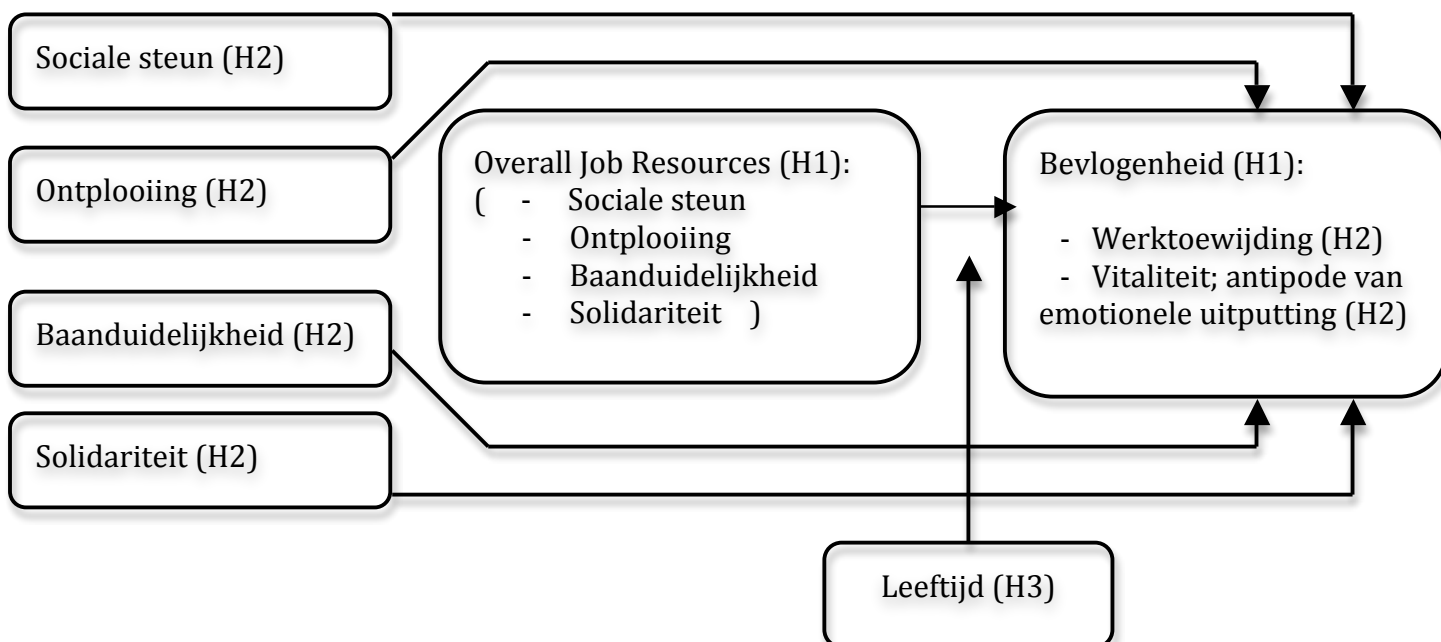 Sociale steun (H2)
Ontplooiing (H2)
Baanduidelijkheid (H2)
Solidariteit (H2)
Overall Job Resources (H1):
( - Sociale steun
- Ontplooiing
- Baanduidelijkheid
- Solidariteit )
Bevlogenheid (H1):
- Werktoewijding (H2)
- Vitaliteit; antipode van
emotionele uitputting (H2)
Leeftijd (H3)